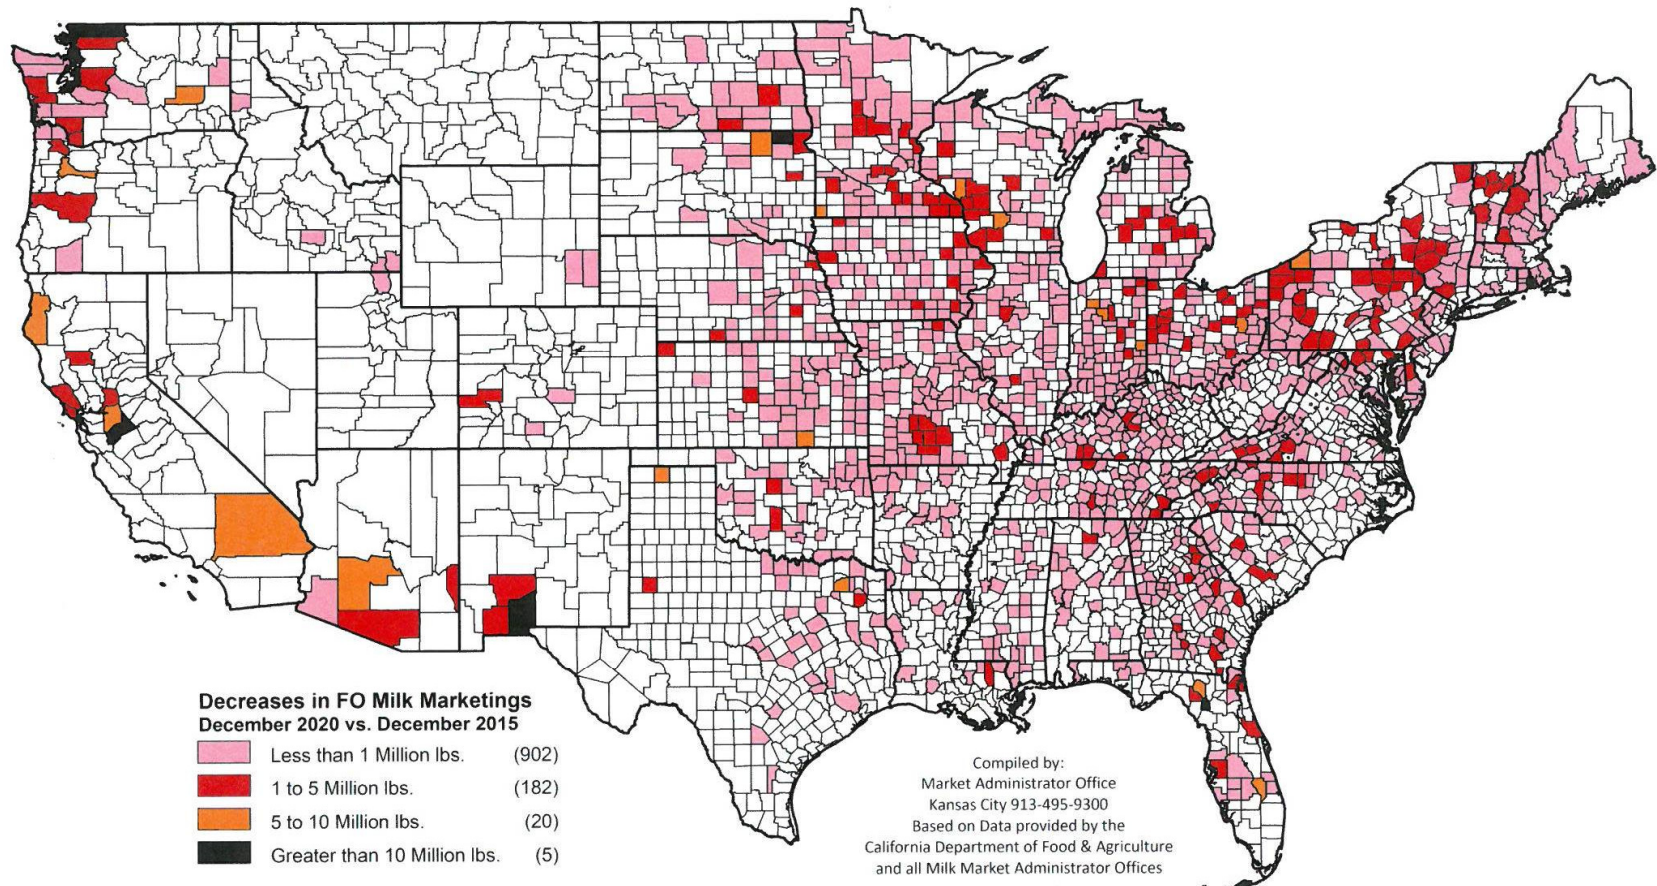 Decreases in FO Milk Marketings
December 2020 vs. December 2015
Less than 1 Million lbs. (902)
1 to 5 Million lbs. (182)
5 to 10 Million lbs. (20)
Greater than 10 Million lbs. (5)
Compiled by:
Market Administrator Office
Kansas City 913-495-9300
Based on Data provided by the
California Department of Food & Agriculture
and all Milk Market Administrator Offices